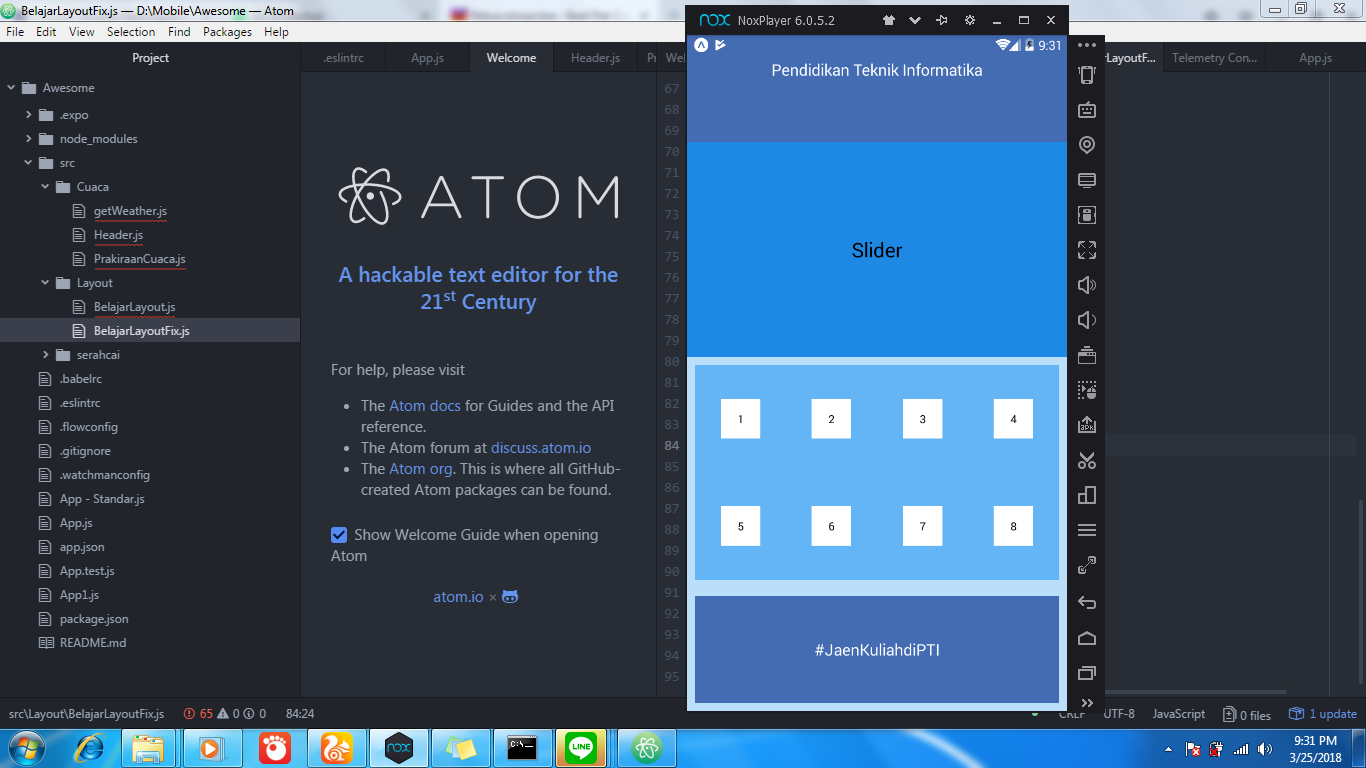 BelajarLayoutFix.js — D:\Mobile\Awesome — Atom
File Edit View Selection Find Packages Help
Project
Awesome
.expo
node_modules
src
Cuaca
getWeather.js
Header.js
PrakiraanCuaca.js
Layout
BelajarLayout.js
BelajarLayoutFix.js
serahcai
.babelrc
.eslintrc
.flowconfig
.gitignore
.watchmanconfig
App - Standar.js
App.js
app.json
App.test.js
App1.js
package.json
README.md
.eslintrc App.js Welcome Header.js
ATOM
A hackable text editor for the
21st Century
For help, please visit
• The Atom docs for Guides and the API
reference.
• The Atom forum at discuss.atom.io
• The Atom org. This is where all GitHub-
created Atom packages can be found.
Show Welcome Guide when opening
Atom
atom.io ×
67
68
69
70
71
72
73
74
75
76
77
78
79
80
81
82
83
84
85
86
87
88
89
90
91
92
93
94
95
nox NoxPlayer 6.0.5.2
9:31
Pendidikan Teknik Informatika
Slider
1 2 3 4
5 6 7 8
#JaenKuliahdiPTI
rLayoutF... Telemetry Con... App.js
src\Layout\BelajarLayoutFix.js 65 0 0 84:24
CRLF UTF-8 JavaScript 0 files 1 update
nox
C:\_
LINE
9:31 PM
3/25/2018